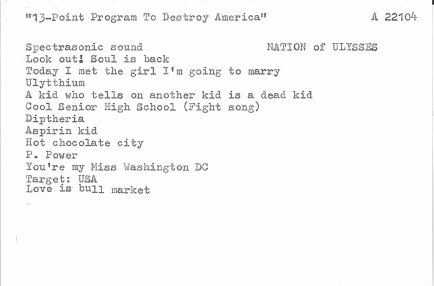 "13-Point Program To Destroy America" A 22104
Spectrasonic sound NATION of ULYSSES
Look out! Soul is back
Today I met the girl I'm going to marry
Ulytthium
A kid who tells on another kid is a dead kid
Cool Senior High School (Fight song)
Diptheria
Aspirin kid
Hot chocolate city
P. Power
You're my Miss Washington DC
Target: USA
Love is bull market